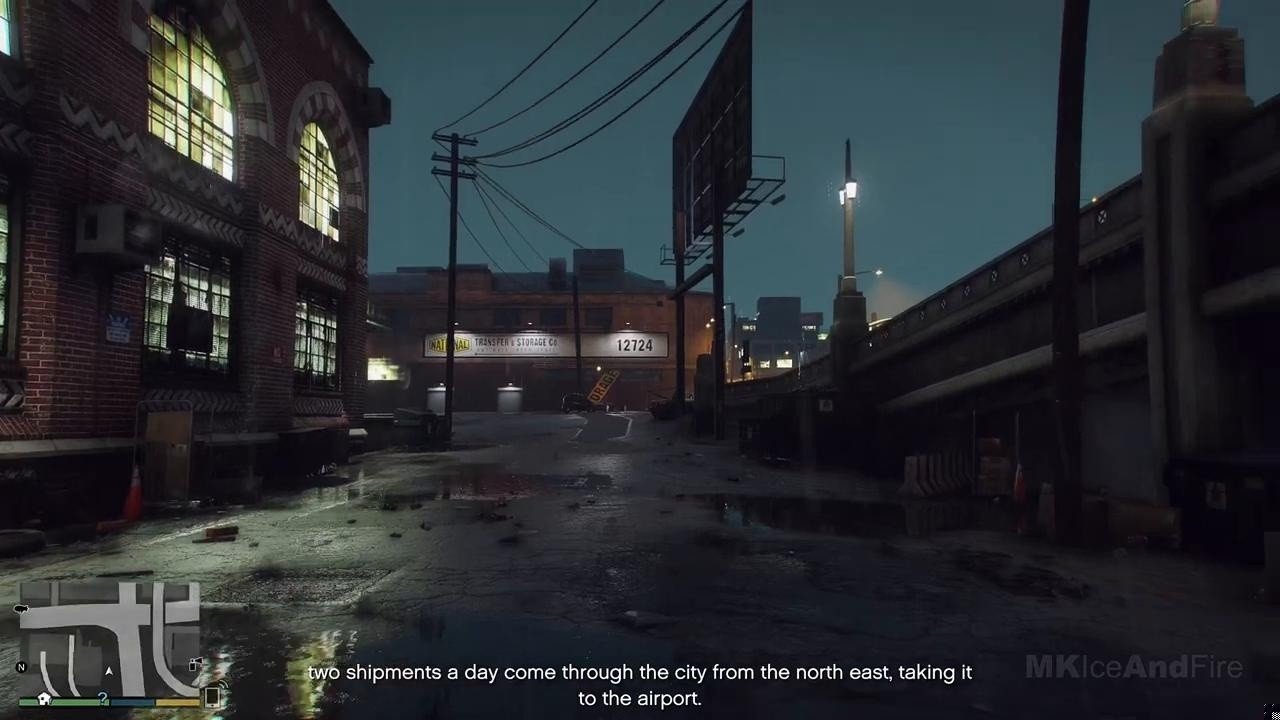 NATIONAL TRANSFER & STORAGE Co
12724
two shipments a day come through the city from the north east, taking it
to the airport.
MKIceAndFire
N
?